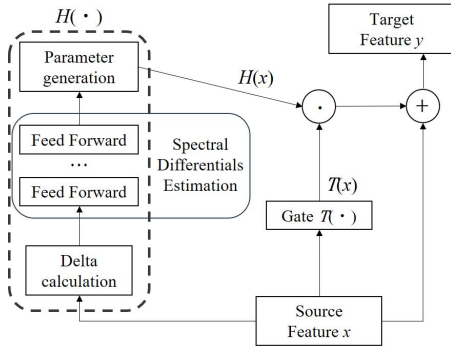 H(·)
Parameter
generation
H(x)
Target
Feature y
·
+
Feed Forward
...
Feed Forward
Spectral
Differentials
Estimation
T(x)
Gate T(·)
Delta
calculation
Source
Feature x